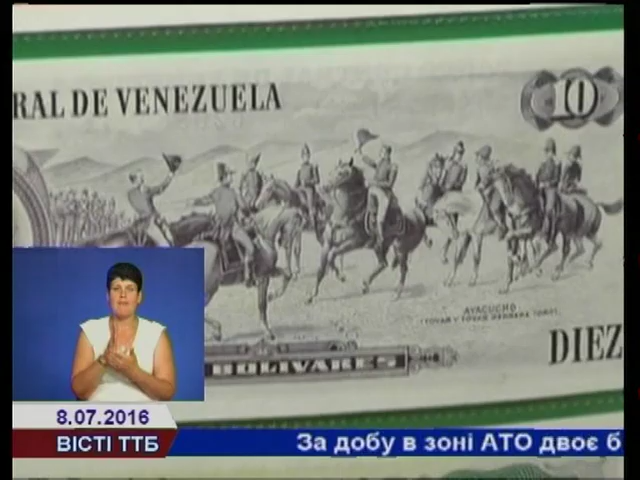 RAL DE VENEZUELA
10
AYACUCHO
DIEZ
BOLIVARES
8.07.2016
ВІСТІ ТТБ
За добу в зоні АТО двоє б